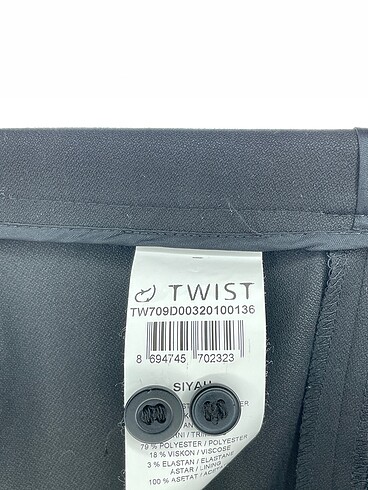 TWIST
TW709D00320100136
8 694745 702323
SIYAH
79 % POLYESTER / POLYESTER
18 % VISKON / VISCOSE
3 % ELASTAN / ELASTANE
ASTAR / LINING
100 % ASETAT / ACE